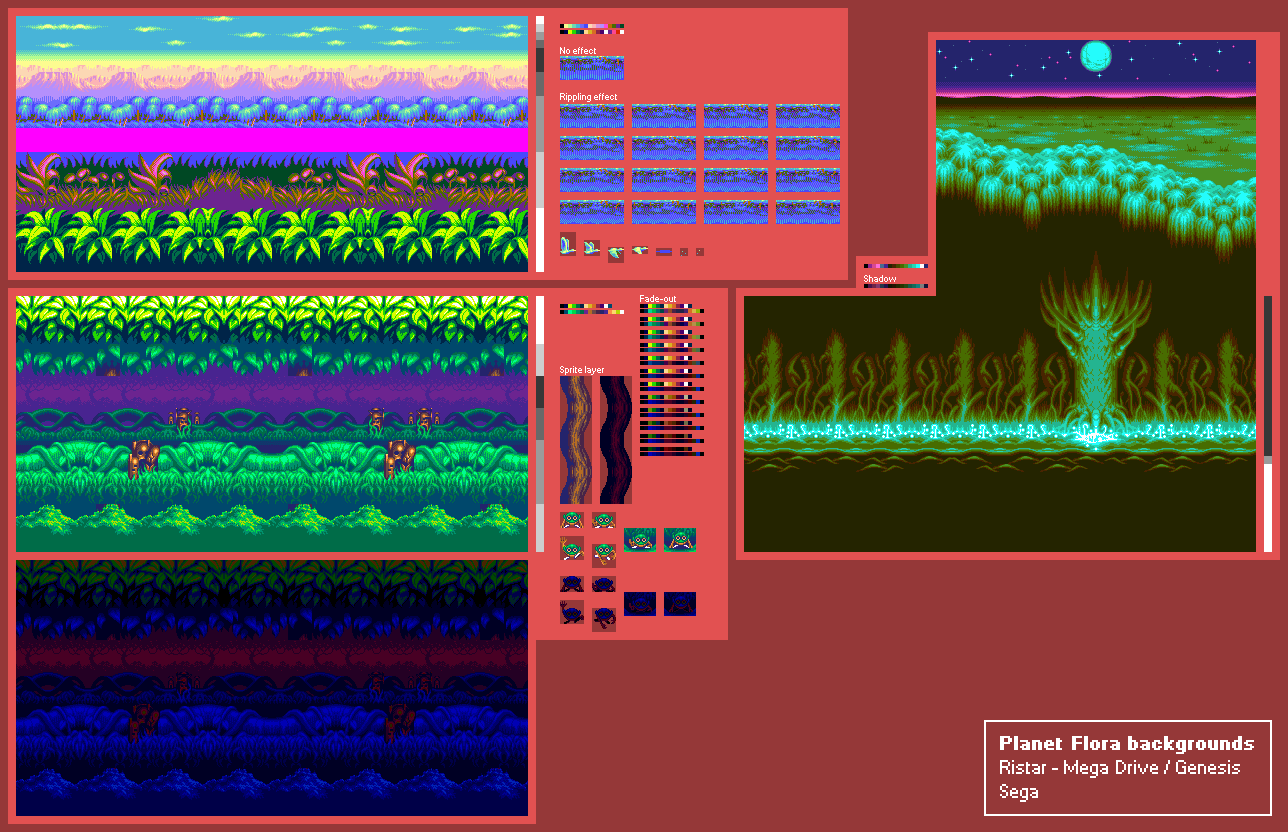 No effect
Rippling effect
Shadow
Fade-out
Sprite layer
Planet Flora backgrounds
Ristar - Mega Drive / Genesis
Sega